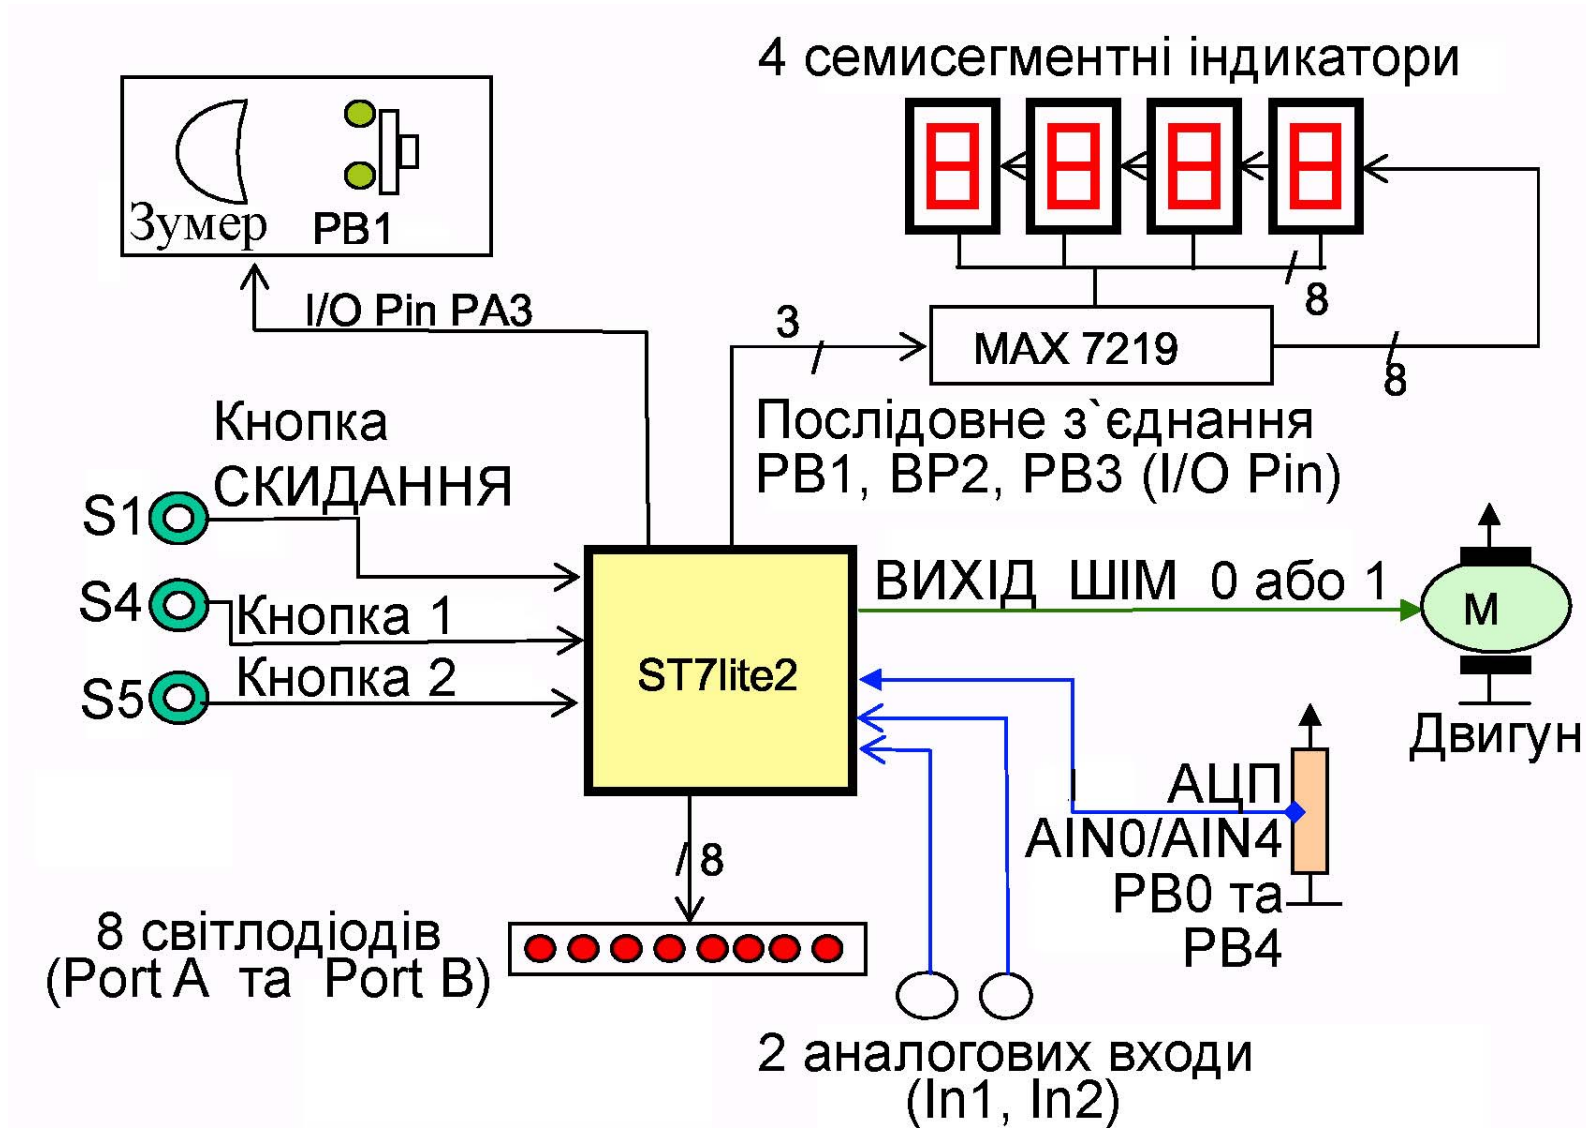 4 семисегментні індикатори
Зумер
PB1
I/O Pin PA3
3
8
MAX 7219
8
Послідовне з`єднання
PB1, BP2, PB3 (I/O Pin)
Кнопка
СКИДАННЯ
S1
S4
Кнопка 1
S5
Кнопка 2
ST7lite2
ВИХІД ШІМ 0 або 1
M
Двигун
АЦП
AIN0/AIN4
PB0 та
PB4
8
8 світлодіодів
(Port A та Port B)
2 аналогових входи
(In1, In2)